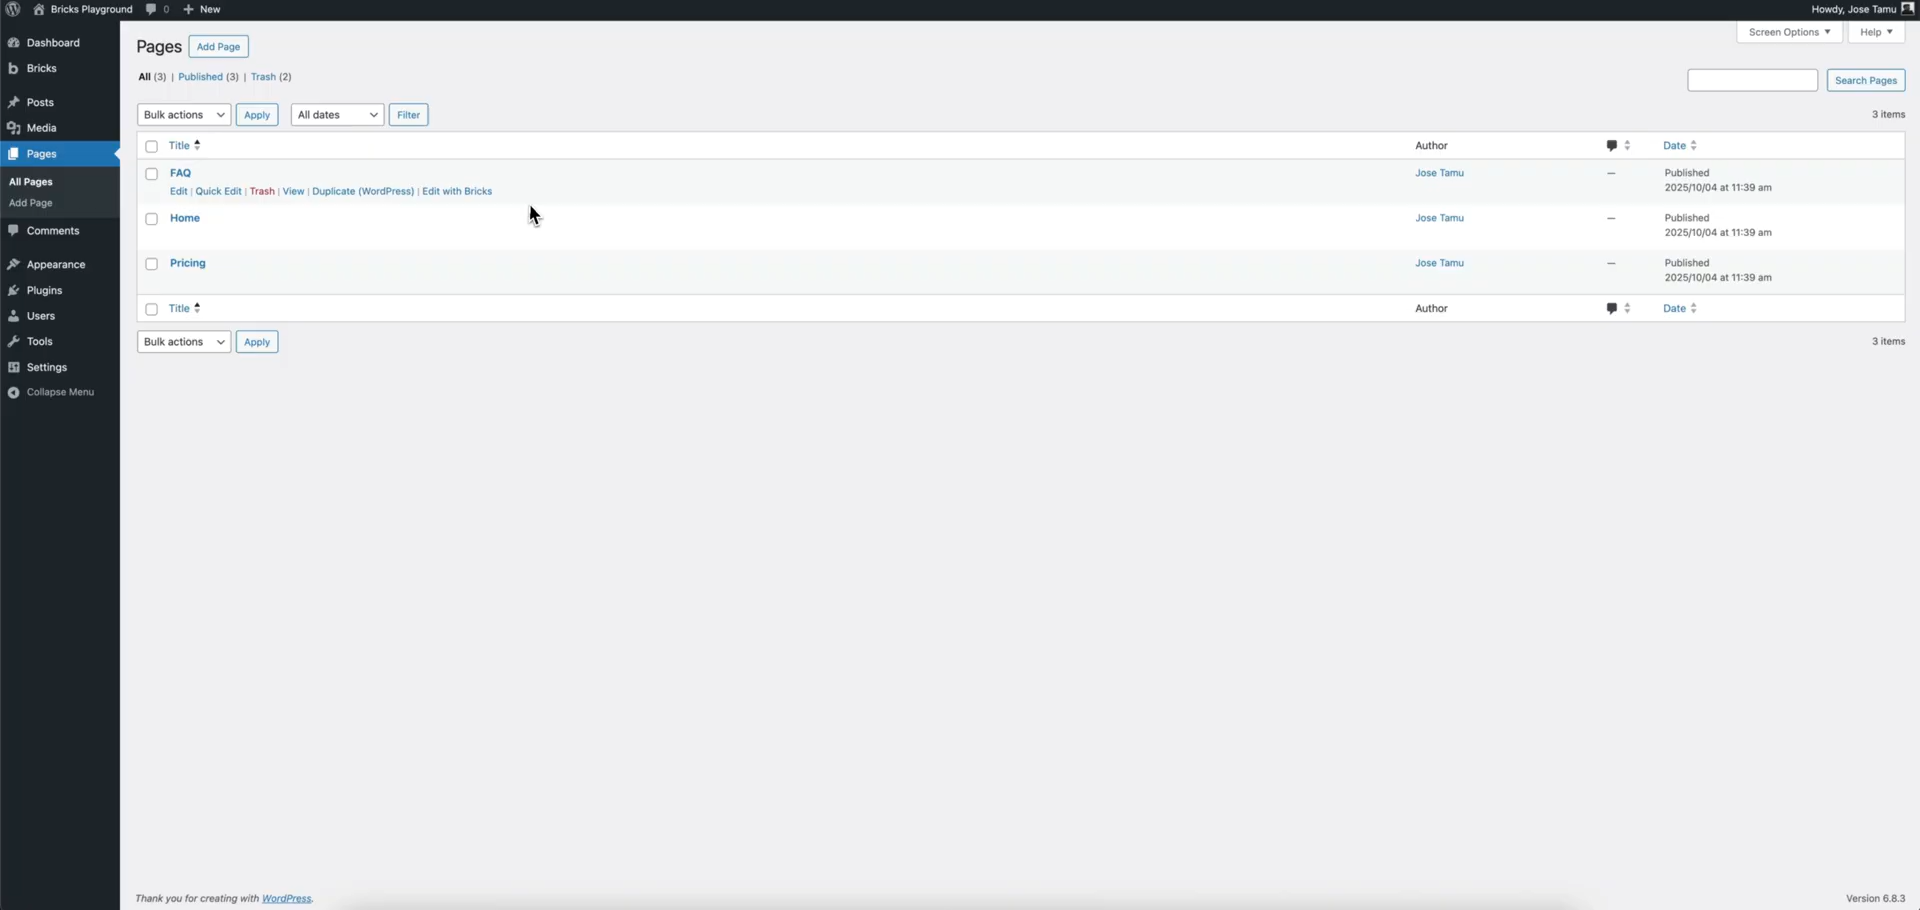 Bricks Playground 0 New Howdy, Jose Tamu
Dashboard
Bricks
Posts
Media
Pages
All Pages
Add Page
Comments
Appearance
Plugins
Users
Tools
Settings
Collapse Menu
Screen Options Help
Pages Add Page
All (3) | Published (3) | Trash (2)
Search Pages
Bulk actions Apply All dates Filter 3 items
Title Author Date
FAQ Jose Tamu — Published
Edit | Quick Edit | Trash | View | Duplicate (WordPress) | Edit with Bricks 2025/10/04 at 11:39 am
Home Jose Tamu — Published
2025/10/04 at 11:39 am
Pricing Jose Tamu — Published
2025/10/04 at 11:39 am
Title Author Date
Bulk actions Apply 3 items
Thank you for creating with WordPress. Version 6.8.3